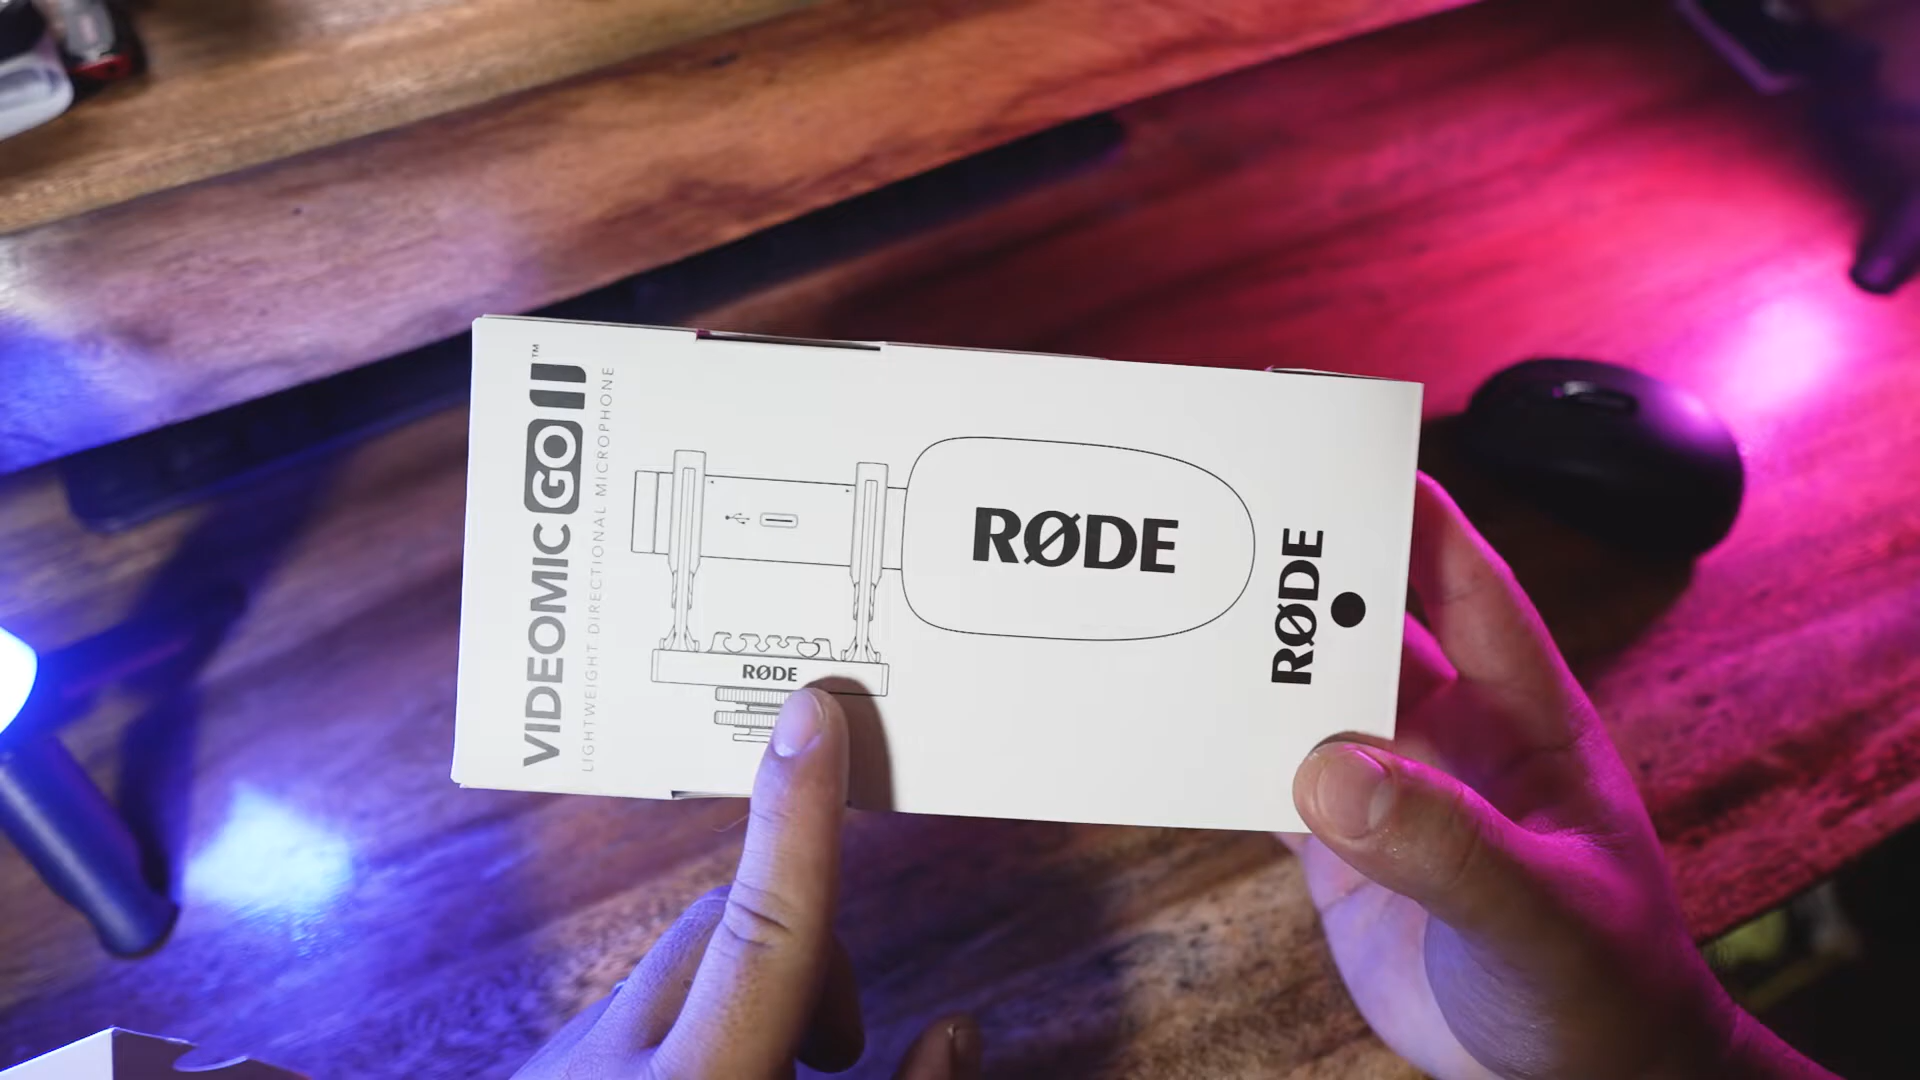 VIDEOMIC GO II™
LIGHTWEIGHT DIRECTIONAL MICROPHONE
RØDE
RØDE
RØDE